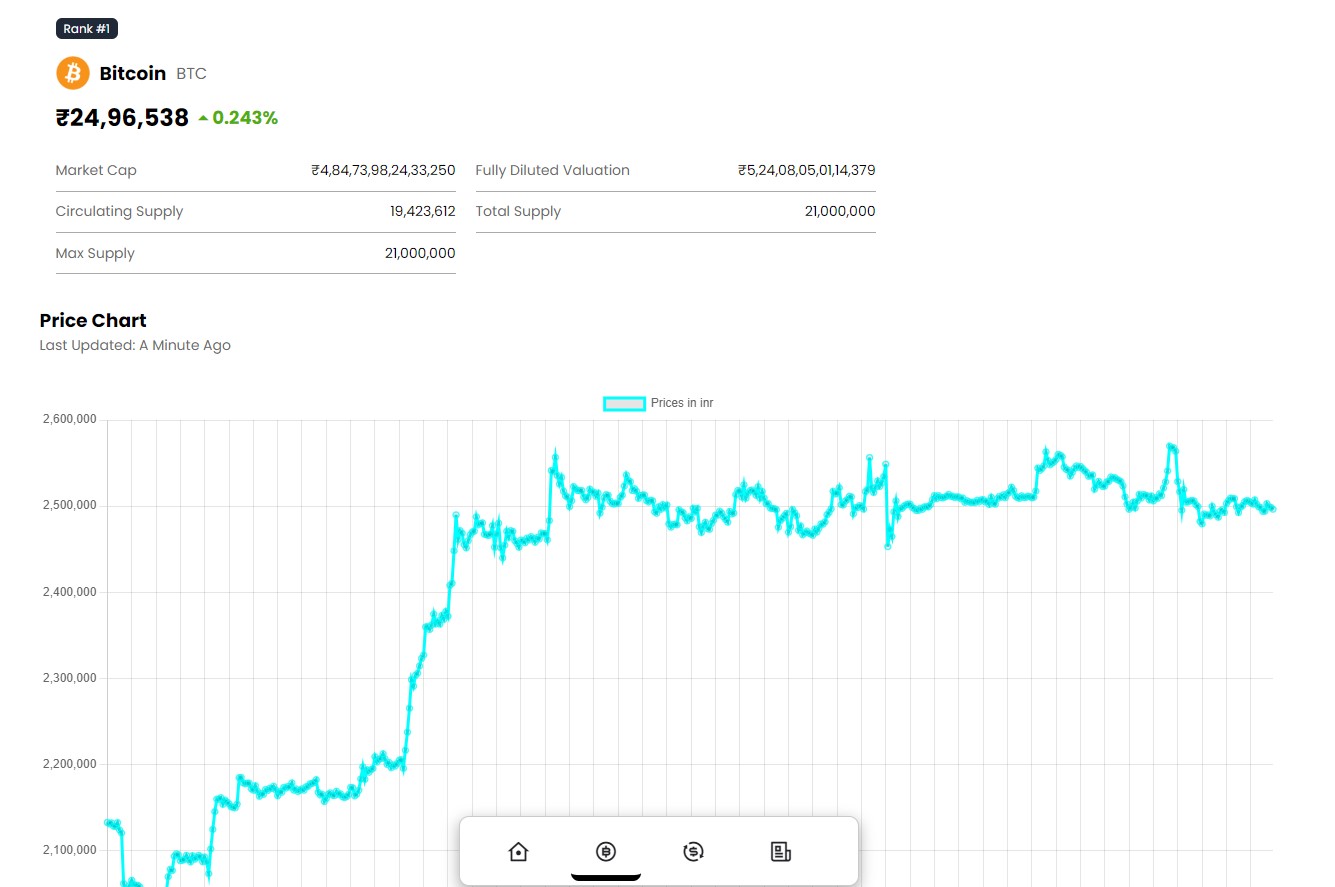 Rank #1
Bitcoin BTC
₹24,96,538 0.243%
Market Cap ₹4,84,73,98,24,33,250 Fully Diluted Valuation ₹5,24,08,05,01,14,379
Circulating Supply 19,423,612 Total Supply 21,000,000
Max Supply 21,000,000
Price Chart
Last Updated: A Minute Ago
Prices in inr
2,600,000
2,500,000
2,400,000
2,300,000
2,200,000
2,100,000